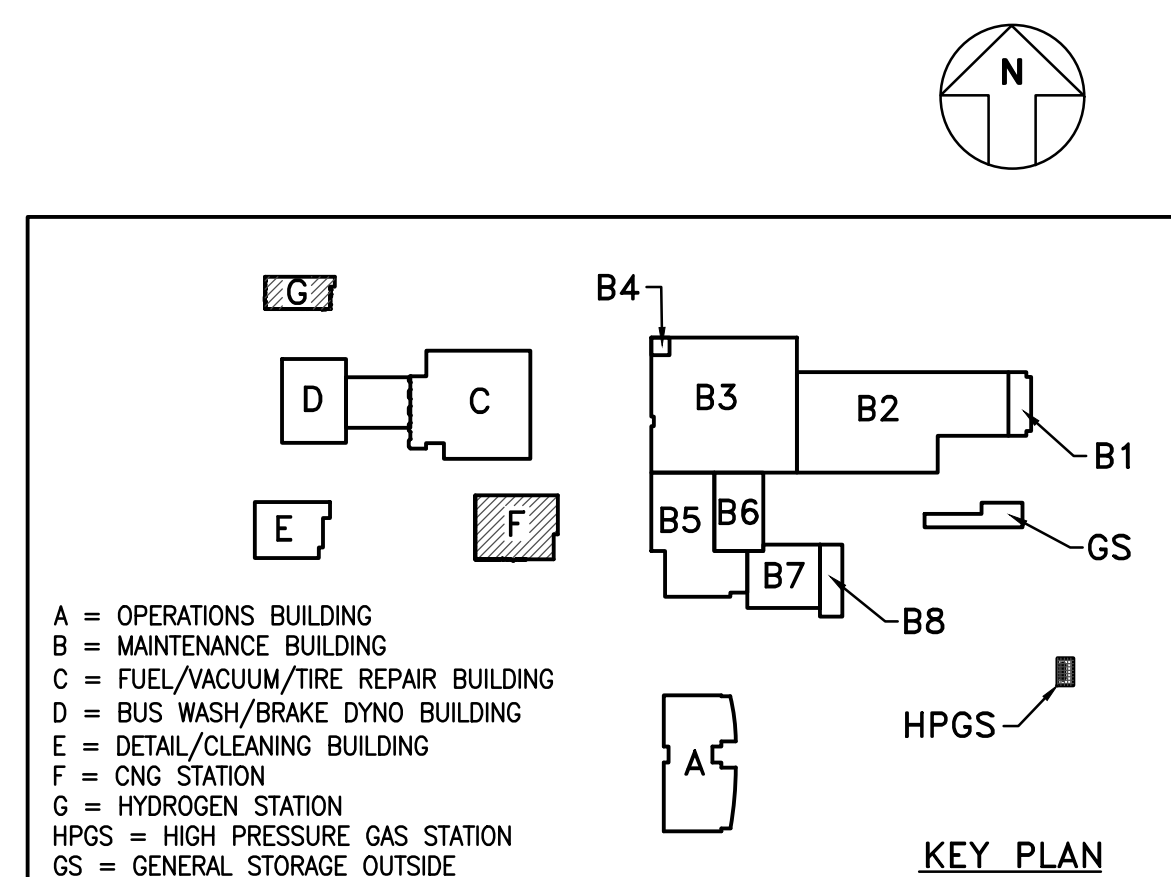 N
G
B4
D
C
B3
B2
B1
E
F
B5
B6
GS
B7
B8
A = OPERATIONS BUILDING
B = MAINTENANCE BUILDING
C = FUEL/VACUUM/TIRE REPAIR BUILDING
D = BUS WASH/BRAKE DYNO BUILDING
E = DETAIL/CLEANING BUILDING
F = CNG STATION
G = HYDROGEN STATION
HPGS = HIGH PRESSURE GAS STATION
GS = GENERAL STORAGE OUTSIDE
HPGS
A
KEY PLAN